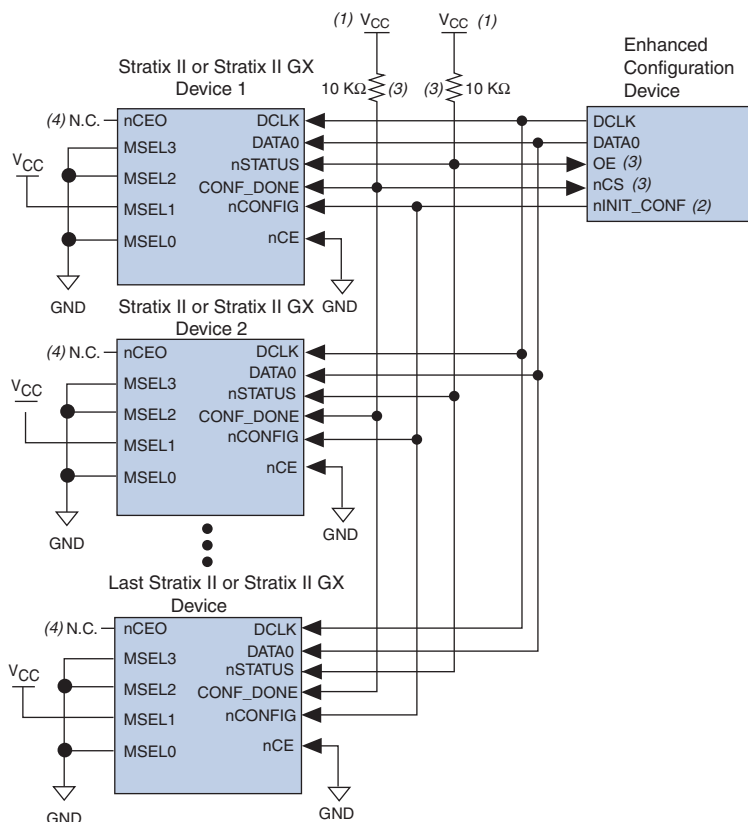 (1) VCC
VCC (1)
10 KΩ (3)
(3) 10 KΩ
Enhanced
Configuration
Device
DCLK
DATA0
OE (3)
nCS (3)
nINIT_CONF (2)
Stratix II or Stratix II GX
Device 1
(4) N.C.
nCEO
MSEL3
MSEL2
MSEL1
MSEL0
DCLK
DATA0
nSTATUS
CONF_DONE
nCONFIG
nCE
VCC
GND
GND
Stratix II or Stratix II GX
Device 2
(4) N.C.
nCEO
MSEL3
MSEL2
MSEL1
MSEL0
DCLK
DATA0
nSTATUS
CONF_DONE
nCONFIG
nCE
VCC
GND
GND
Last Stratix II or Stratix II GX
Device
(4) N.C.
nCEO
MSEL3
MSEL2
MSEL1
MSEL0
DCLK
DATA0
nSTATUS
CONF_DONE
nCONFIG
nCE
VCC
GND
GND